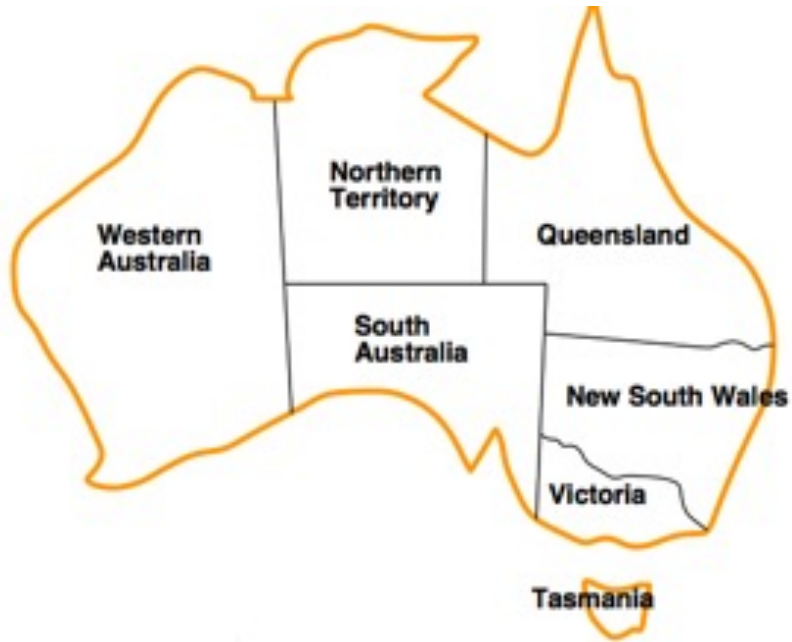 Northern
Territory
Western
Australia
Queensland
South
Australia
New South Wales
Victoria
Tasmania